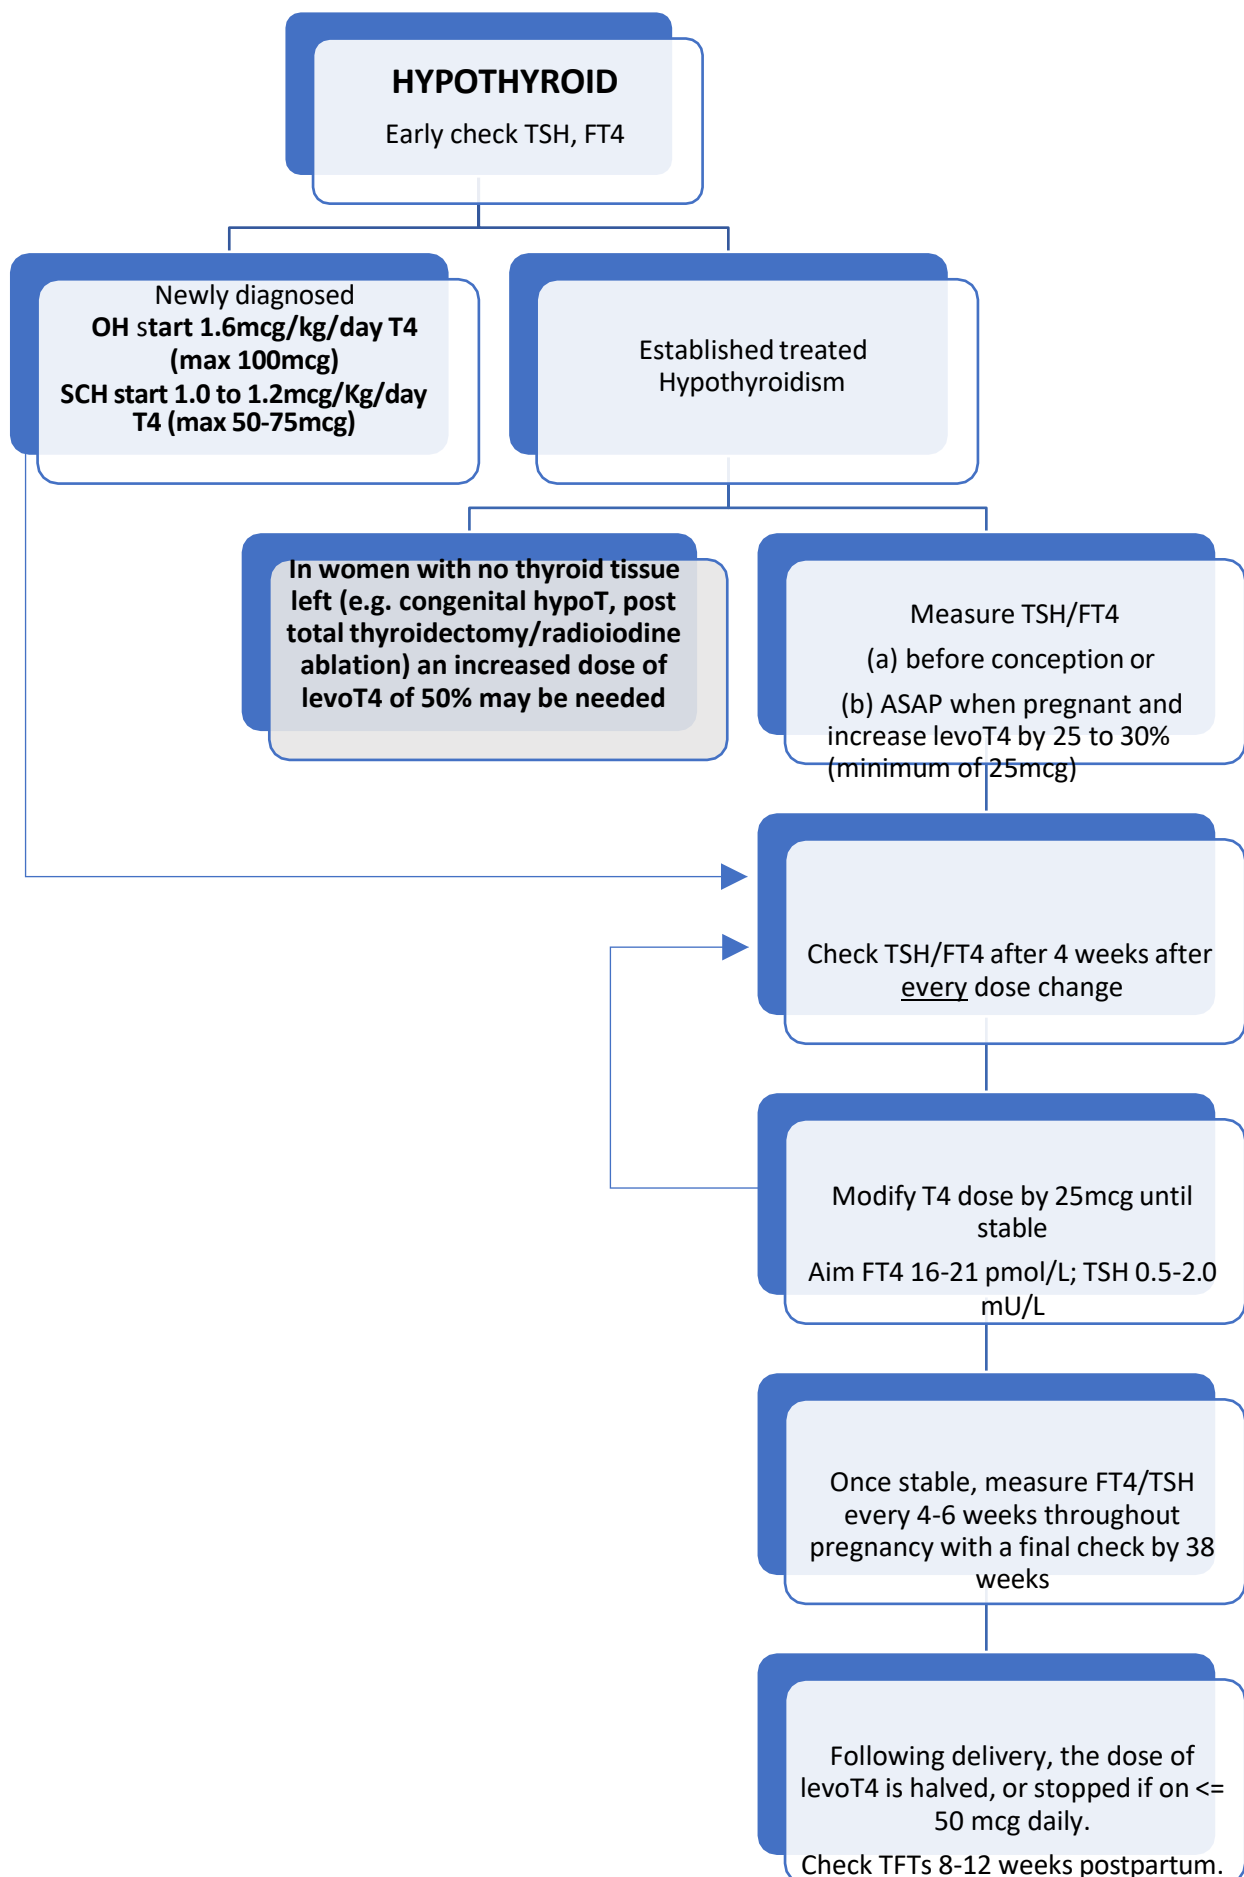 HYPOTHYROID
Early check TSH, FT4
Newly diagnosed
OH start 1.6mcg/kg/day T4
(max 100mcg)
SCH start 1.0 to 1.2mcg/Kg/day
T4 (max 50-75mcg)
Established treated
Hypothyroidism
In women with no thyroid tissue
left (e.g. congenital hypoT, post
total thyroidectomy/radioiodine
ablation) an increased dose of
levoT4 of 50% may be needed
Measure TSH/FT4
(a) before conception or
(b) ASAP when pregnant and
increase levoT4 by 25 to 30%
(minimum of 25mcg)
Check TSH/FT4 after 4 weeks after
every dose change
Modify T4 dose by 25mcg until
stable
Aim FT4 16-21 pmol/L; TSH 0.5-2.0
mU/L
Once stable, measure FT4/TSH
every 4-6 weeks throughout
pregnancy with a final check by 38
weeks
Following delivery, the dose of
levoT4 is halved, or stopped if on <=
50 mcg daily.
Check TFTs 8-12 weeks postpartum.